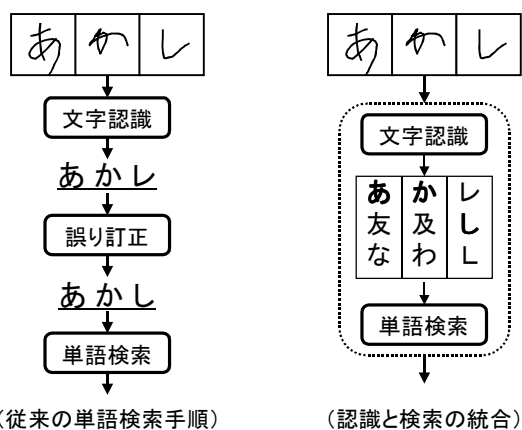 あかし
文字認識
あかレ
誤り訂正
あかし
単語検索
(従来の単語検索手順)
あかし
文字認識
あ か レ
友 及 し
な わ L
単語検索
(認識と検索の統合)